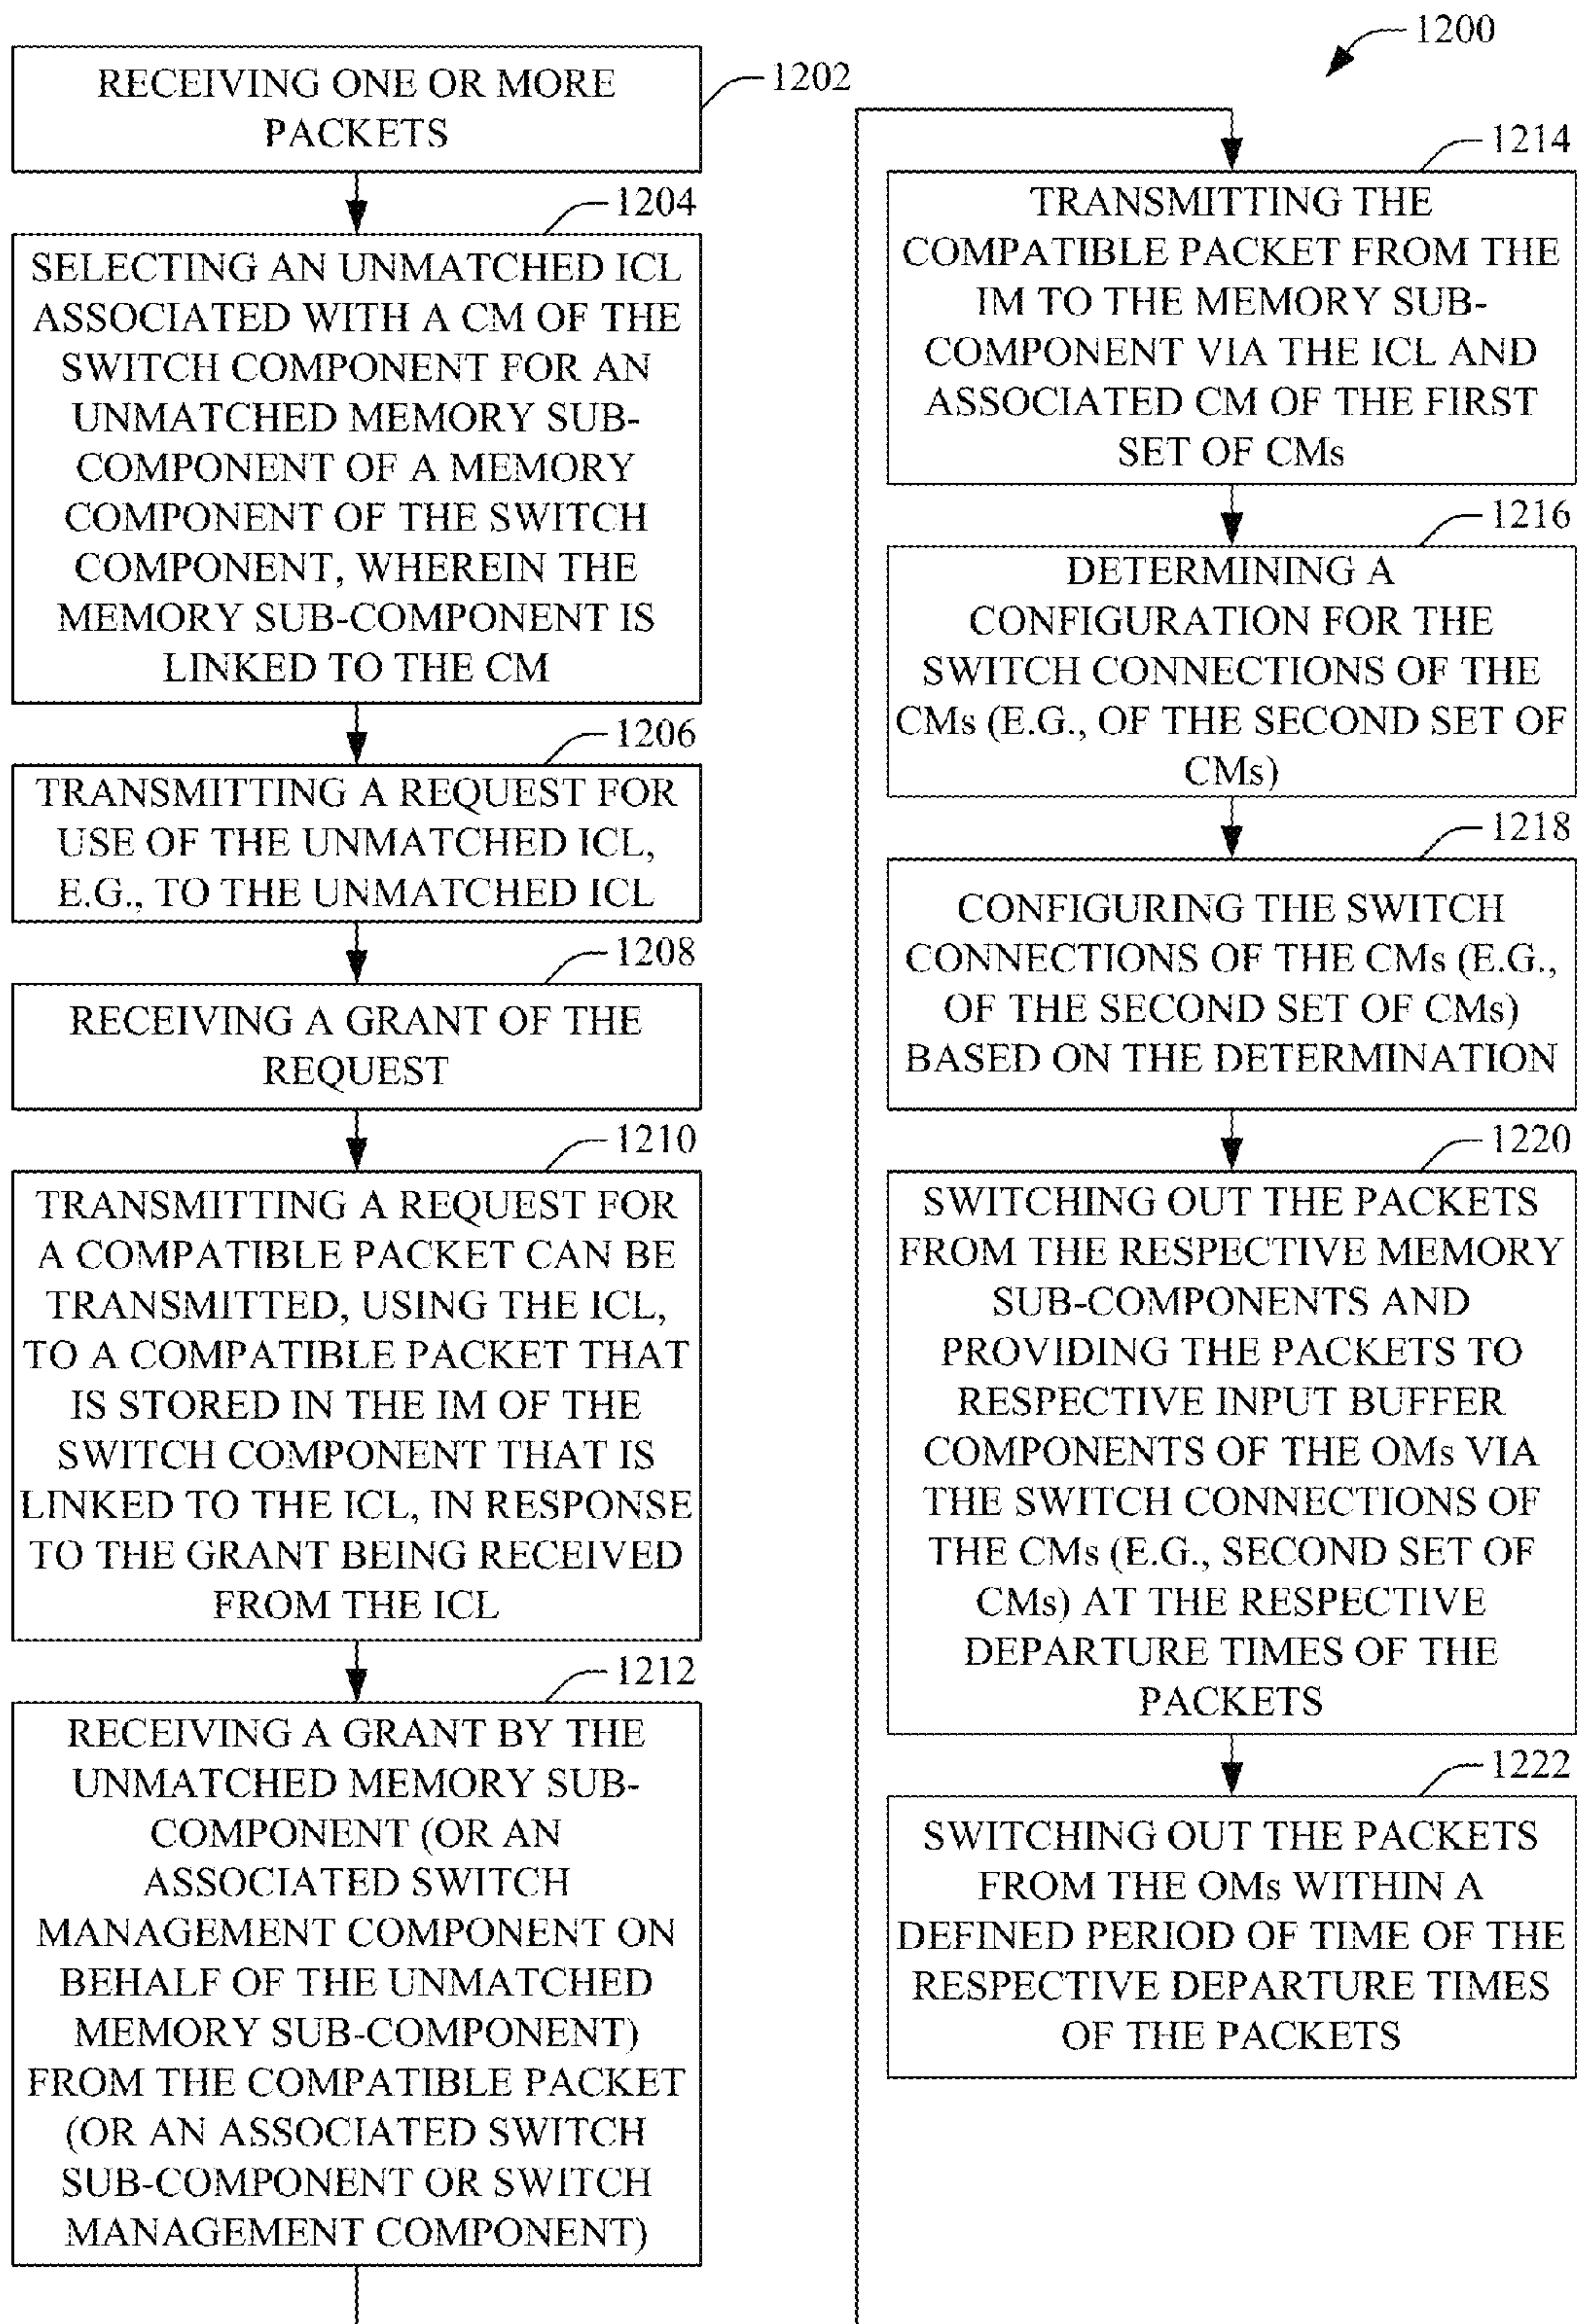 1200
RECEIVING ONE OR MORE
PACKETS
1202
1204
SELECTING AN UNMATCHED ICL
ASSOCIATED WITH A CM OF THE
SWITCH COMPONENT FOR AN
UNMATCHED MEMORY SUB-
COMPONENT OF A MEMORY
COMPONENT OF THE SWITCH
COMPONENT, WHEREIN THE
MEMORY SUB-COMPONENT IS
LINKED TO THE CM
1206
TRANSMITTING A REQUEST FOR
USE OF THE UNMATCHED ICL,
E.G., TO THE UNMATCHED ICL
1208
RECEIVING A GRANT OF THE
REQUEST
1210
TRANSMITTING A REQUEST FOR
A COMPATIBLE PACKET CAN BE
TRANSMITTED, USING THE ICL,
TO A COMPATIBLE PACKET THAT
IS STORED IN THE IM OF THE
SWITCH COMPONENT THAT IS
LINKED TO THE ICL, IN RESPONSE
TO THE GRANT BEING RECEIVED
FROM THE ICL
1212
RECEIVING A GRANT BY THE
UNMATCHED MEMORY SUB-
COMPONENT (OR AN
ASSOCIATED SWITCH
MANAGEMENT COMPONENT ON
BEHALF OF THE UNMATCHED
MEMORY SUB-COMPONENT)
FROM THE COMPATIBLE PACKET
(OR AN ASSOCIATED SWITCH
SUB-COMPONENT OR SWITCH
MANAGEMENT COMPONENT)
1214
TRANSMITTING THE
COMPATIBLE PACKET FROM THE
IM TO THE MEMORY SUB-
COMPONENT VIA THE ICL AND
ASSOCIATED CM OF THE FIRST
SET OF CMs
1216
DETERMINING A
CONFIGURATION FOR THE
SWITCH CONNECTIONS OF THE
CMs (E.G., OF THE SECOND SET OF
CMs)
1218
CONFIGURING THE SWITCH
CONNECTIONS OF THE CMs (E.G.,
OF THE SECOND SET OF CMs)
BASED ON THE DETERMINATION
1220
SWITCHING OUT THE PACKETS
FROM THE RESPECTIVE MEMORY
SUB-COMPONENTS AND
PROVIDING THE PACKETS TO
RESPECTIVE INPUT BUFFER
COMPONENTS OF THE OMs VIA
THE SWITCH CONNECTIONS OF
THE CMs (E.G., SECOND SET OF
CMs) AT THE RESPECTIVE
DEPARTURE TIMES OF THE
PACKETS
1222
SWITCHING OUT THE PACKETS
FROM THE OMs WITHIN A
DEFINED PERIOD OF TIME OF THE
RESPECTIVE DEPARTURE TIMES
OF THE PACKETS